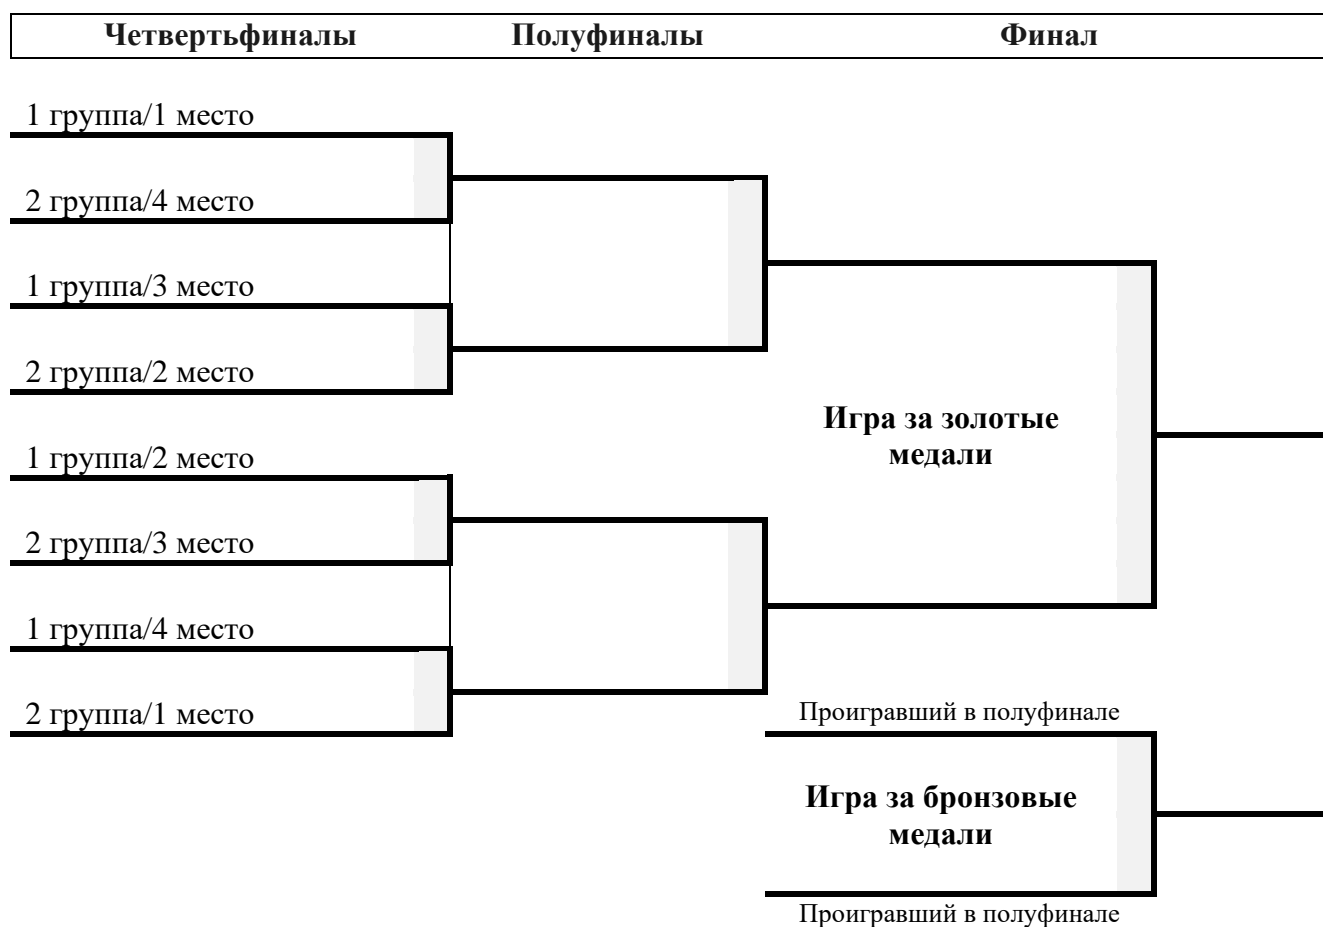 Четвертьфиналы Полуфиналы Финал
1 группа/1 место
2 группа/4 место
1 группа/3 место
2 группа/2 место
1 группа/2 место
2 группа/3 место
1 группа/4 место
2 группа/1 место
Игра за золотые
медали
Проигравший в полуфинале
Игра за бронзовые
медали
Проигравший в полуфинале